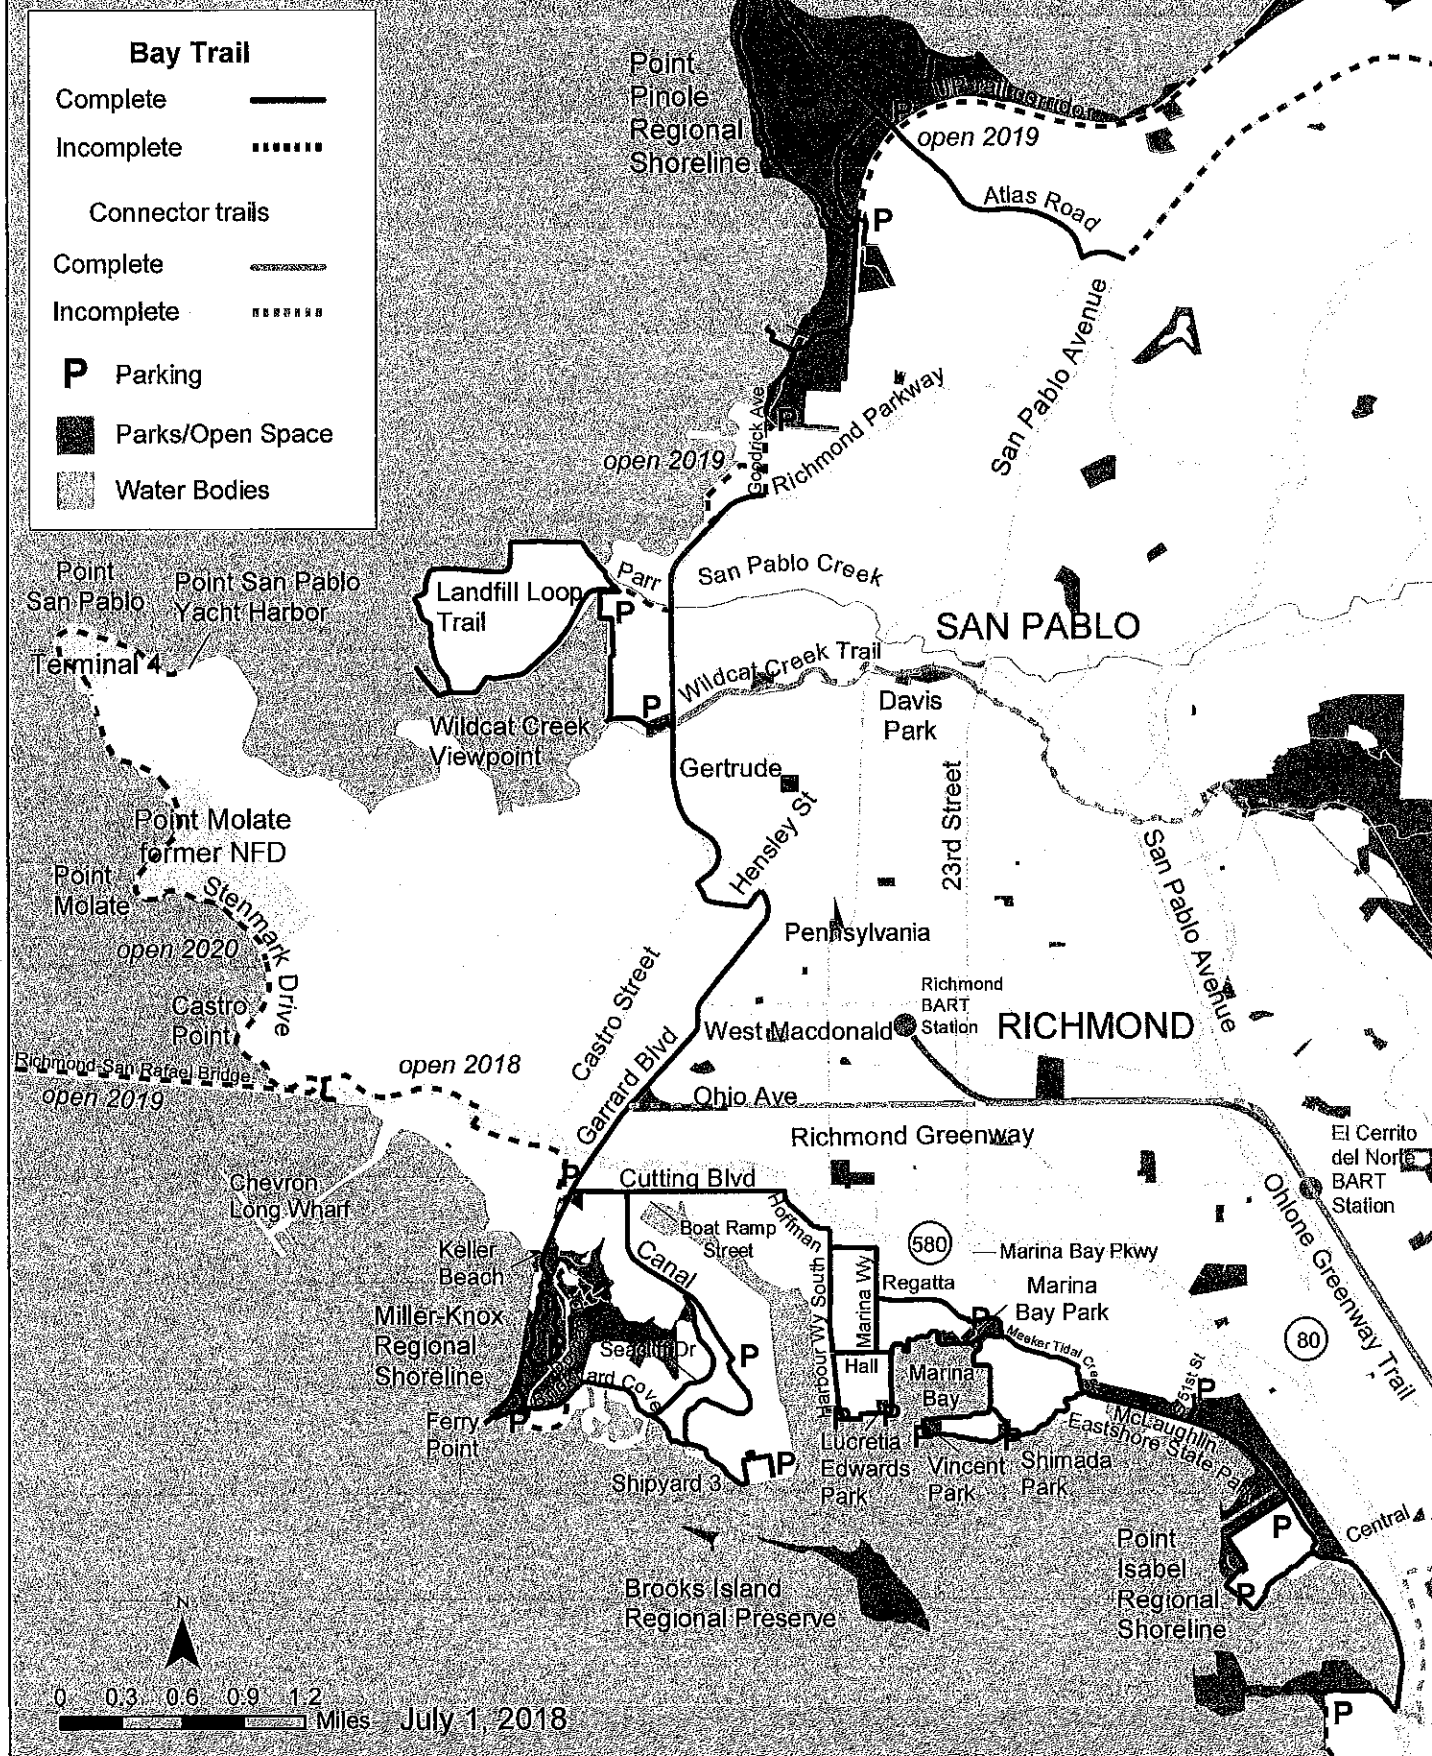 Bay Trail
Complete
Incomplete
Connector trails
Complete
Incomplete
P Parking
Parks/Open Space
Water Bodies
Point
Pinole
Regional
Shoreline
P
open 2019
Atlas Road
P
San Pablo Avenue
Richmond Parkway
Goodrick Ave
P
open 2019
Parr
San Pablo Creek
Landfill Loop
Trail
P
Point
San Pablo
Point San Pablo
Yacht Harbor
Terminal 4
SAN PABLO
Wildcat Creek Trail
P
Davis
Park
Wildcat Creek
Viewpoint
Gertrude
Hensley St
23rd Street
San Pablo Avenue
Point Molate
former NFD
Point
Molate
Stenmark Drive
open 2020
Pennsylvania
Castro Street
Richmond
BART
Station
Castro
Point
West Macdonald
RICHMOND
Richmond-San Rafael Bridge
open 2018
open 2019
Garrard Blvd
Ohio Ave
Richmond Greenway
El Cerrito
del Norte
BART
Station
P
Cutting Blvd
Ohlone Greenway Trail
Chevron
Long Wharf
Hoffman
Boat Ramp
Street
580
Marina Bay Pkwy
Keller
Beach
Canal
Harbour Wy South
Marina Wy
Regatta
Marina
Bay Park
P
Miller-Knox
Regional
Shoreline
P
Seacliff Dr
P
Hall
Marina
Bay
Meeker Tidal Creek
80
51st St
P
Ferry
Point
P
P
P
P
P
McLaughlin
Eastshore State Park
Shipyard 3
P
Lucretia
Edwards
Park
Vincent
Park
Shimada
Park
Point
Isabel
Regional
Shoreline
P
P
Central
Brooks Island
Regional Preserve
N
0 0.3 0.6 0.9 1.2
Miles
July 1, 2018
P